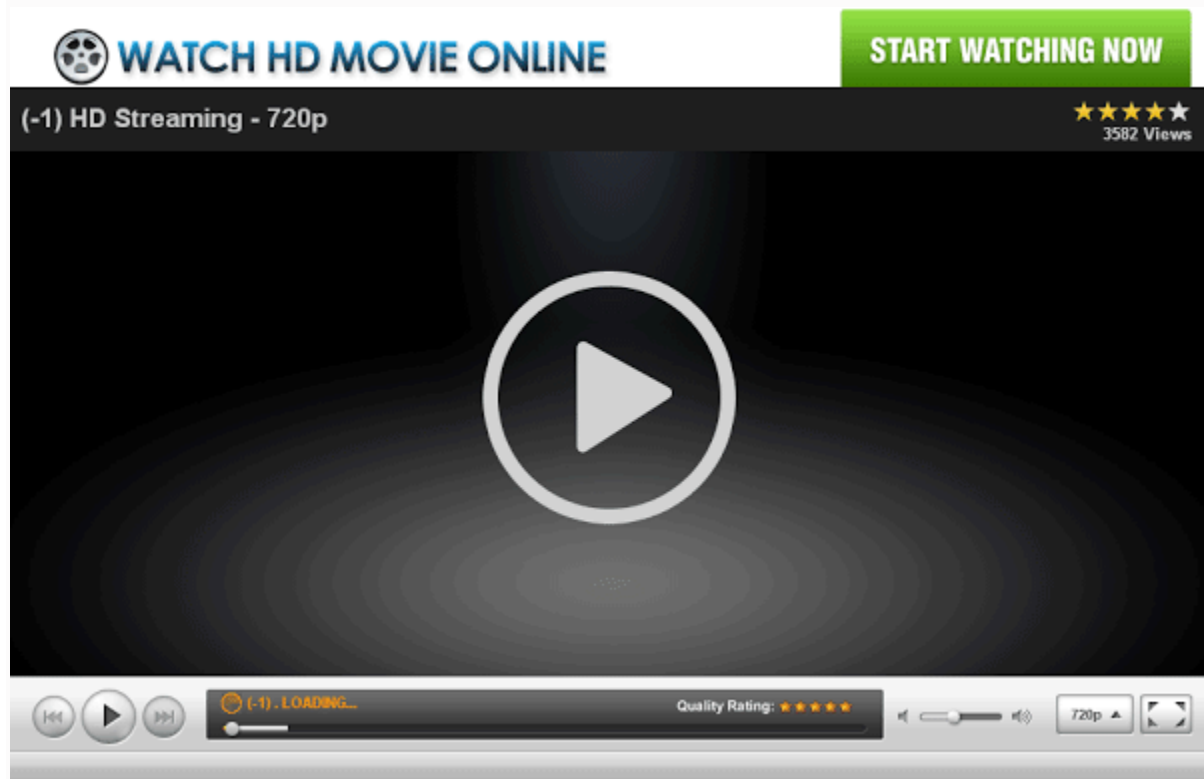 WATCH HD MOVIE ONLINE
START WATCHING NOW
(-1) HD Streaming - 720p
3582 Views
(-1) . LOADING...
Quality Rating:
720p